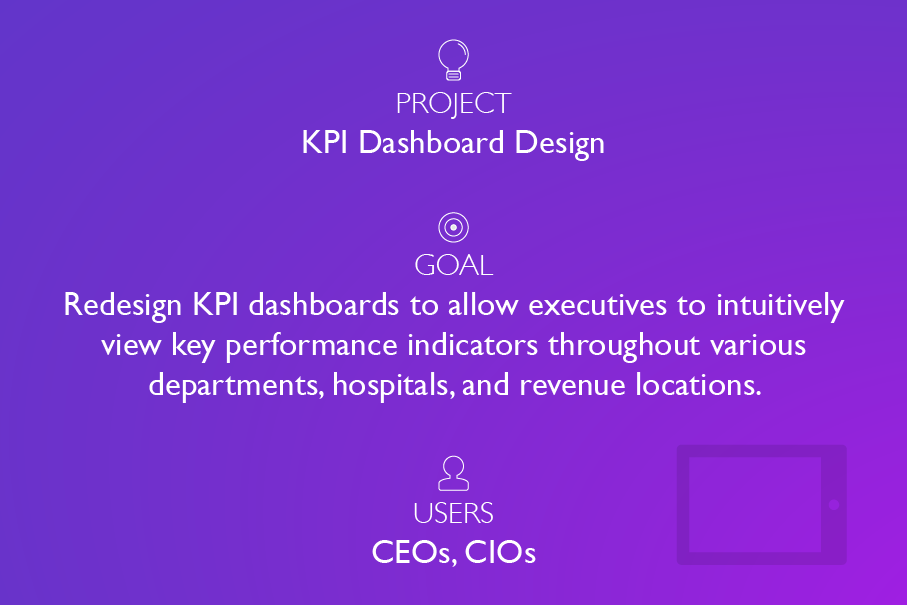 PROJECT
KPI Dashboard Design
GOAL
Redesign KPI dashboards to allow executives to intuitively
view key performance indicators throughout various
departments, hospitals, and revenue locations.
USERS
CEOs, CIOs